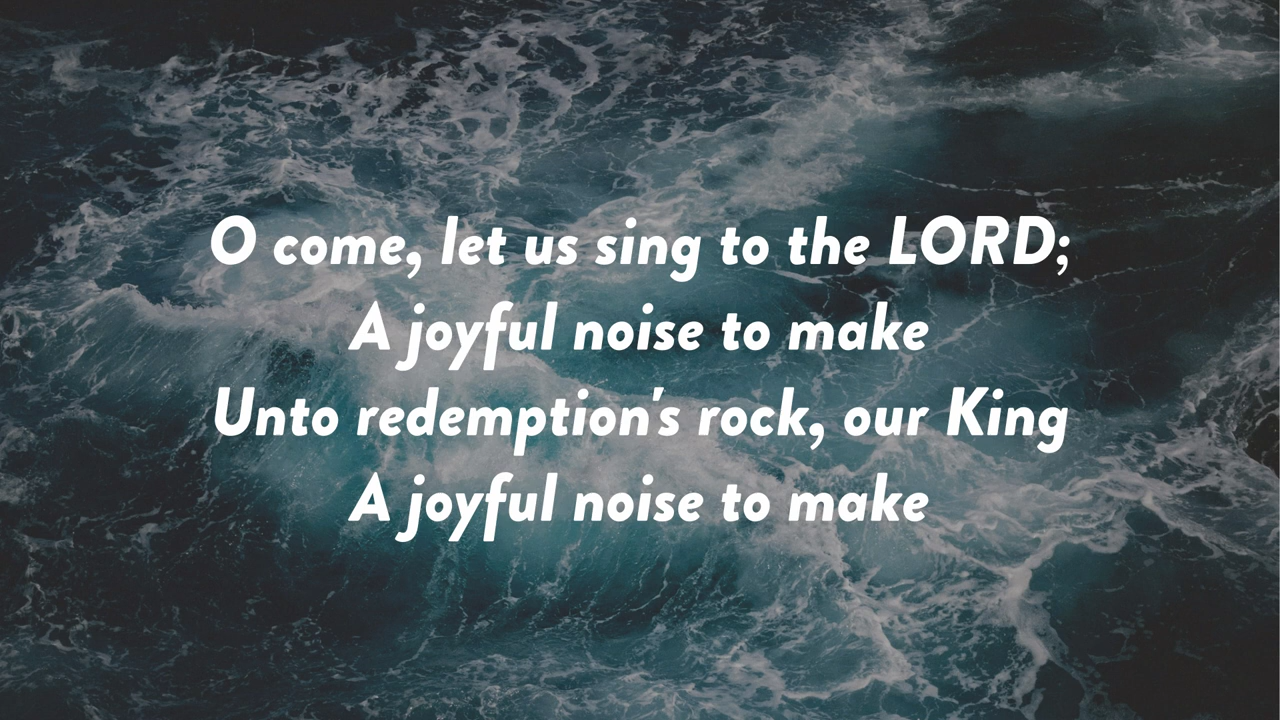 O come, let us sing to the LORD;
A joyful noise to make
Unto redemption's rock, our King
A joyful noise to make